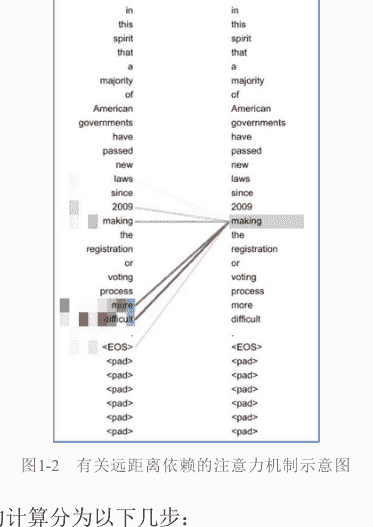 in in
this this
spirit spirit
that that
a a
majority majority
of of
American American
governments governments
have have
passed passed
new new
laws laws
since since
2009 2009
making making
the the
registration registration
or or
voting voting
process process
more more
difficult difficult
. .
<EOS> <EOS>
<pad> <pad>
<pad> <pad>
<pad> <pad>
<pad> <pad>
<pad> <pad>
<pad> <pad>
图1-2 有关远距离依赖的注意力机制示意图
的计算分为以下几步：